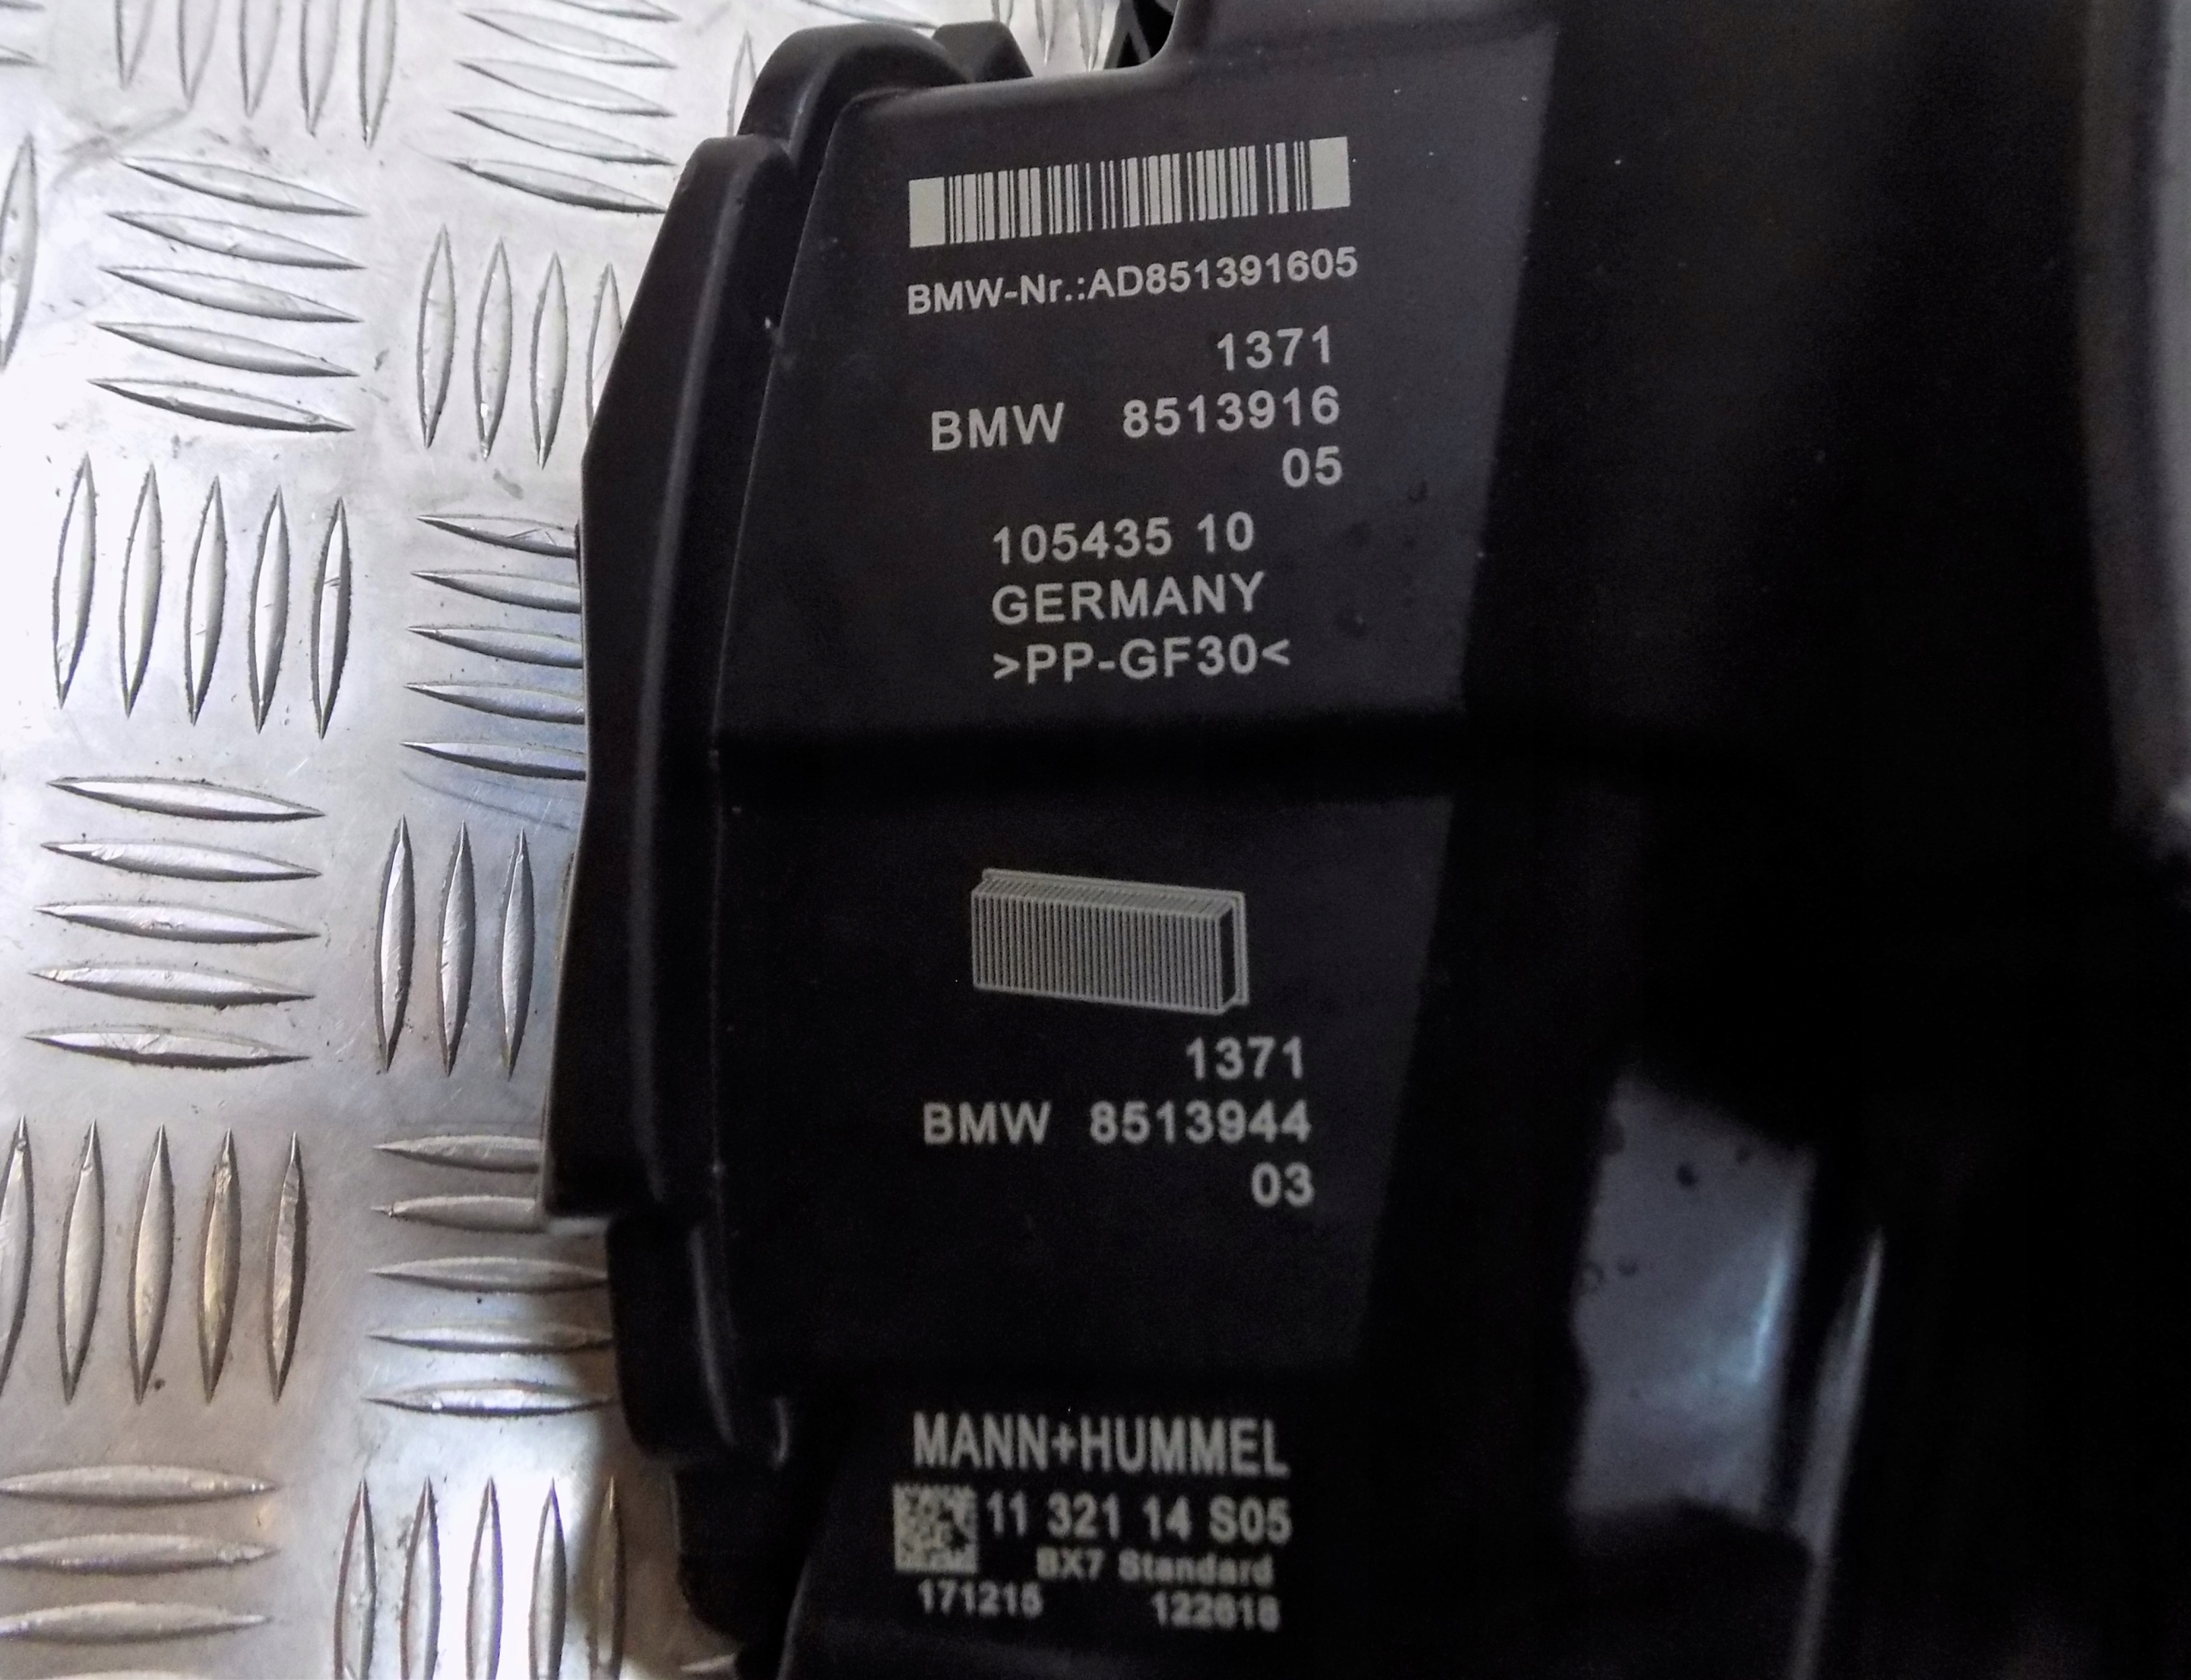 BMW-Nr.:AD851391605
1371
BMW 8513916
05
105435 10
GERMANY
>PP-GF30<
1371
BMW 8513944
03
MANN+HUMMEL
11 321 14 S05
BX7 Standard
171215